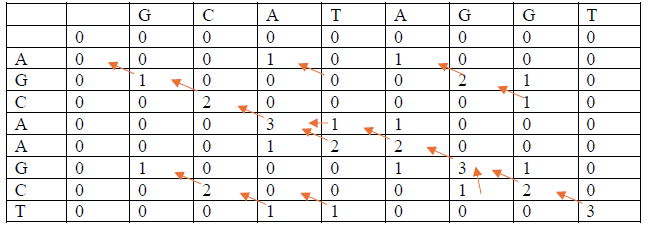 G C A T A G G T
0 0 0 0 0 0 0 0 0
A 0 0 0 1 0 1 0 0 0
G 0 1 0 0 0 0 2 1 0
C 0 0 2 0 0 0 0 1 0
A 0 0 0 3 1 1 0 0 0
A 0 0 0 1 2 2 0 0 0
G 0 1 0 0 0 1 3 1 0
C 0 0 2 0 0 0 1 2 0
T 0 0 0 1 1 0 0 0 3